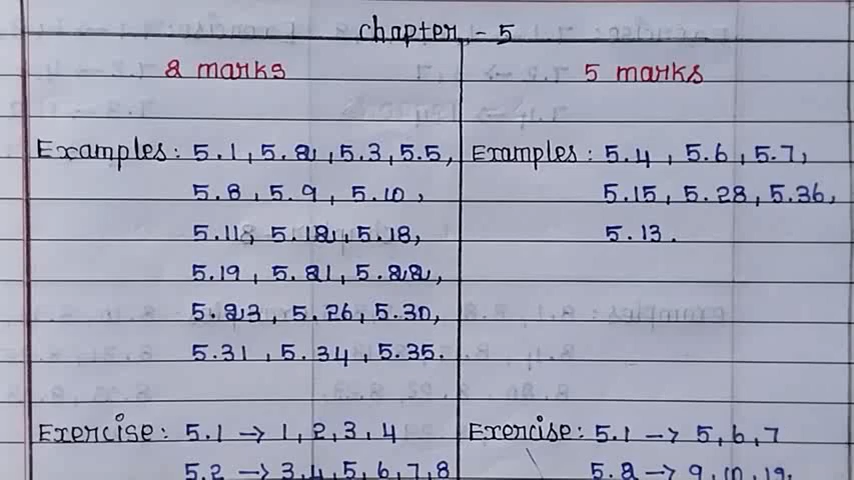 Chapter - 5
2 marks
Examples: 5.1, 5.2, 5.3, 5.5,
5.8, 5.9, 5.10,
5.11, 5.12, 5.18,
5.19, 5.21, 5.22,
5.23, 5.26, 5.30,
5.31, 5.34, 5.35.
Exercise: 5.1 → 1, 2, 3, 4
5.2 → 3, 4, 5, 6, 7, 8
5 marks
Examples: 5.4, 5.6, 5.7,
5.15, 5.28, 5.36,
5.13.
Exercise: 5.1 → 5, 6, 7
5.2 → 9, 10,